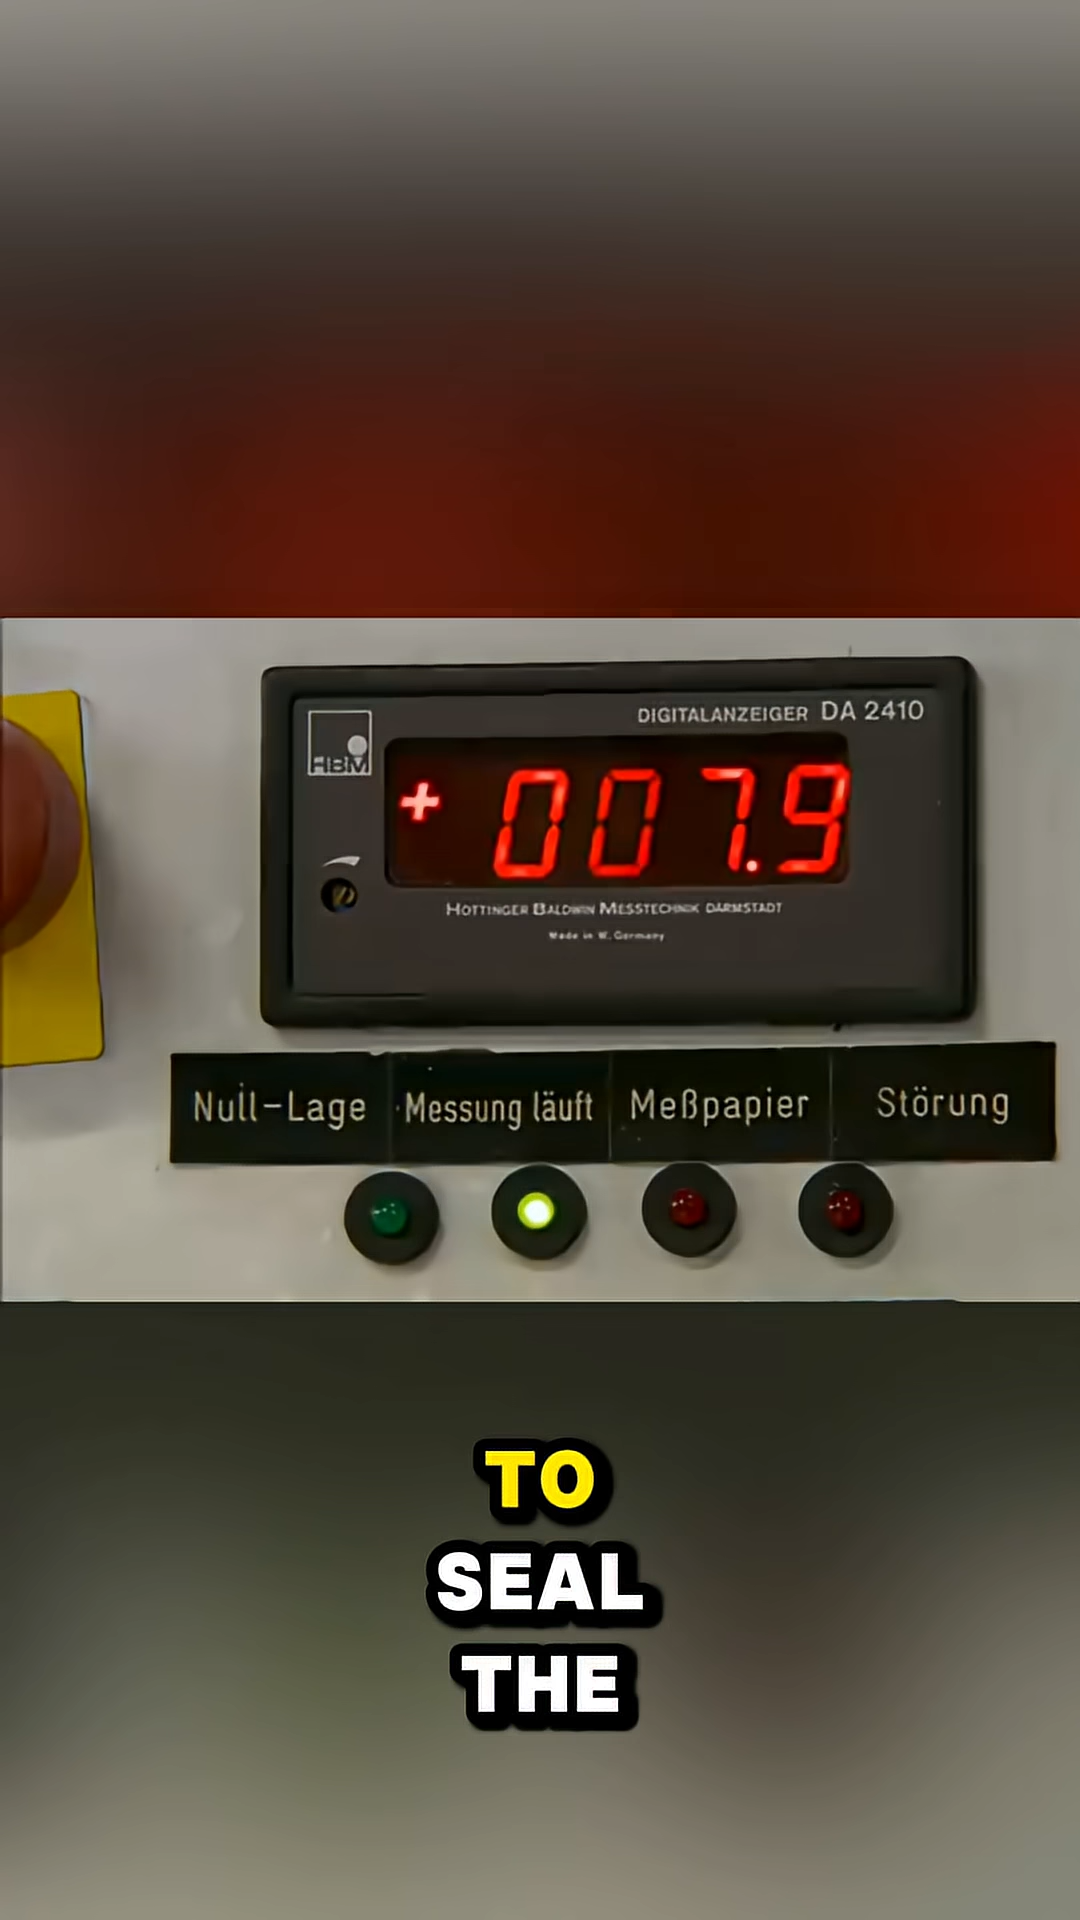 DIGITALANZEIGER DA 2410
HBM
+ 007.9
HOTTINGER BALDWIN MESSTECHNIK DARMSTADT
Made in W. Germany
Null-Lage Messung läuft Meßpapier Störung
TO
SEAL
THE